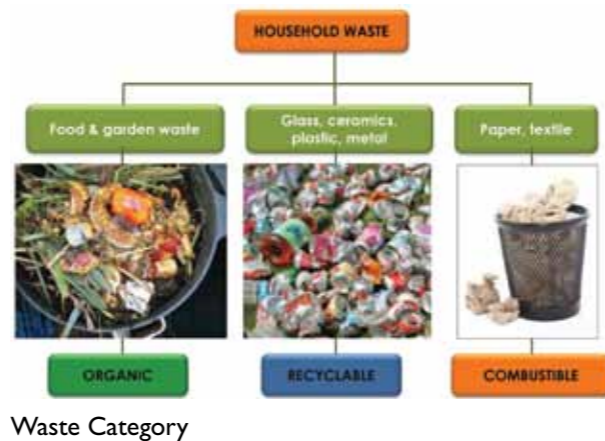 HOUSEHOLD WASTE
Food & garden waste
Glass, ceramics,
plastic, metal
Paper, textile
ORGANIC
RECYCLABLE
COMBUSTIBLE
Waste Category